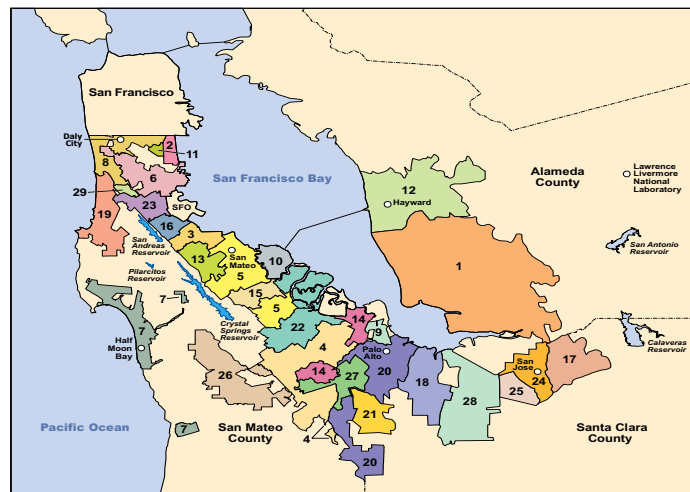 San Francisco
Daly
City
2
11
8
6
29
23
SFO
19
16
3
San Francisco Bay
12
Hayward
Alameda
County
Lawrence
Livermore
National
Laboratory
San
Andreas
Reservoir
13
San
Mateo
5
10
1
San Antonio
Reservoir
Pilarcitos
Reservoir
7
15
5
7
Half
Moon
Bay
Crystal
Springs
Reservoir
22
14
9
4
Palo
Alto
Calaveras
Reservoir
26
14
27
20
18
28
San
Jose
17
24
25
21
Pacific Ocean
7
San Mateo
County
4
Santa Clara
County
20